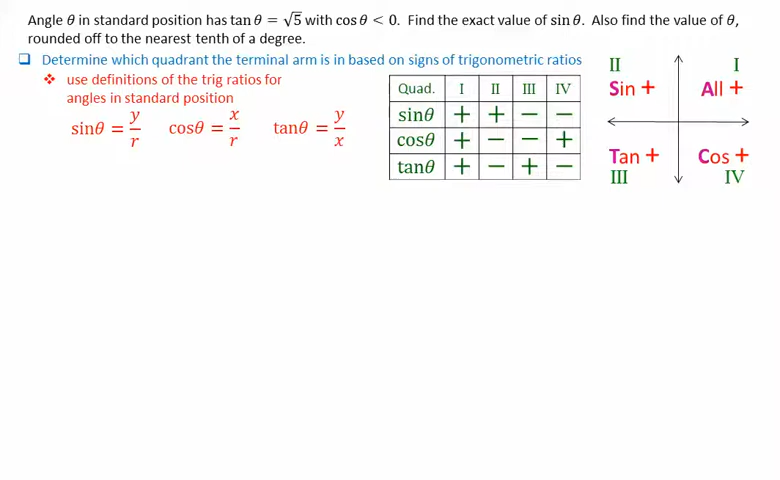 Angle θ in standard position has tan θ = √5 with cos θ < 0. Find the exact value of sin θ. Also find the value of θ,
rounded off to the nearest tenth of a degree.
❑ Determine which quadrant the terminal arm is in based on signs of trigonometric ratios
❖ use definitions of the trig ratios for
angles in standard position
sinθ = y/r cosθ = x/r tanθ = y/x
Quad. I II III IV
sinθ + + − −
cosθ + − − +
tanθ + − + −
II I
Sin + All +
Tan + Cos +
III IV